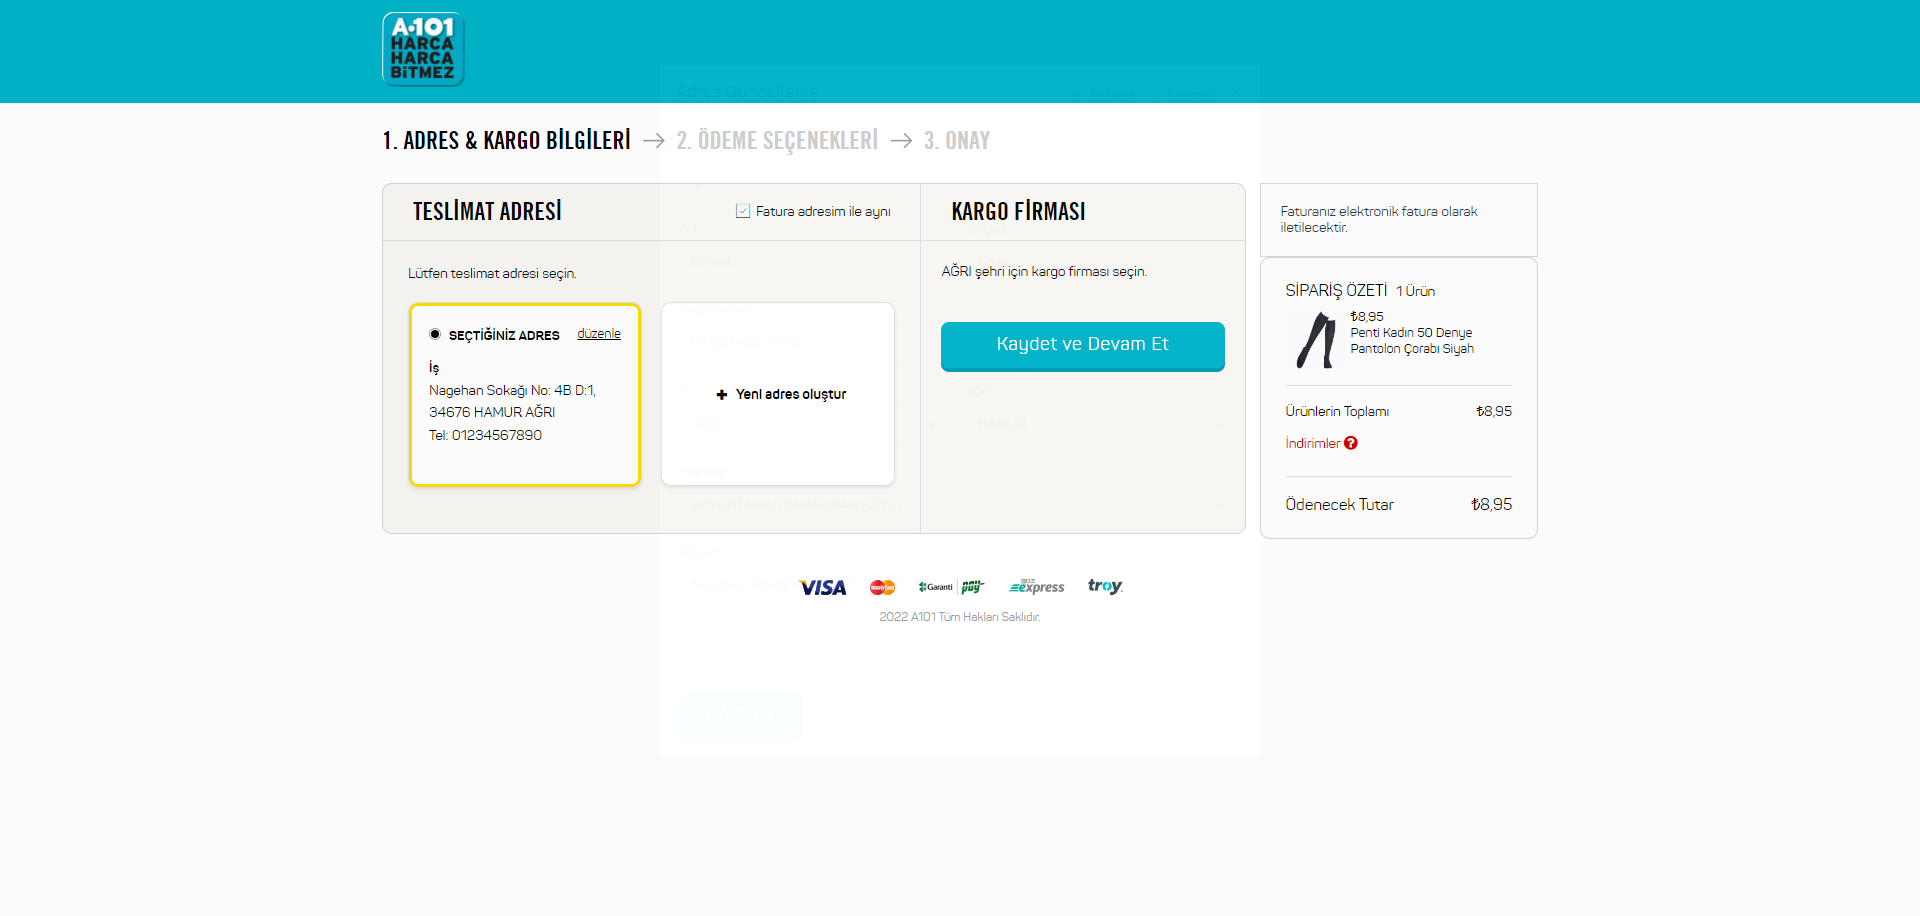 A-101
HARCA
HARCA
BİTMEZ
1. ADRES & KARGO BİLGİLERİ → 2. ÖDEME SEÇENEKLERİ → 3. ONAY
TESLİMAT ADRESİ
Fatura adresim ile aynı
Lütfen teslimat adresi seçin.
SEÇTİĞİNİZ ADRES
düzenle
İş
Nagehan Sokağı No: 4B D:1,
34676 HAMUR AĞRI
Tel: 01234567890
+ Yeni adres oluştur
KARGO FİRMASI
AĞRI şehri için kargo firması seçin.
Kaydet ve Devam Et
Faturanız elektronik fatura olarak
iletilecektir.
SİPARİŞ ÖZETİ 1 Ürün
₺8,95
Penti Kadın 50 Denye
Pantolon Çorabı Siyah
Ürünlerin Toplamı ₺8,95
İndirimler ?
Ödenecek Tutar ₺8,95
VISA
MasterCard
Garanti pay
express
troy
2022 A101 Tüm Hakları Saklıdır.